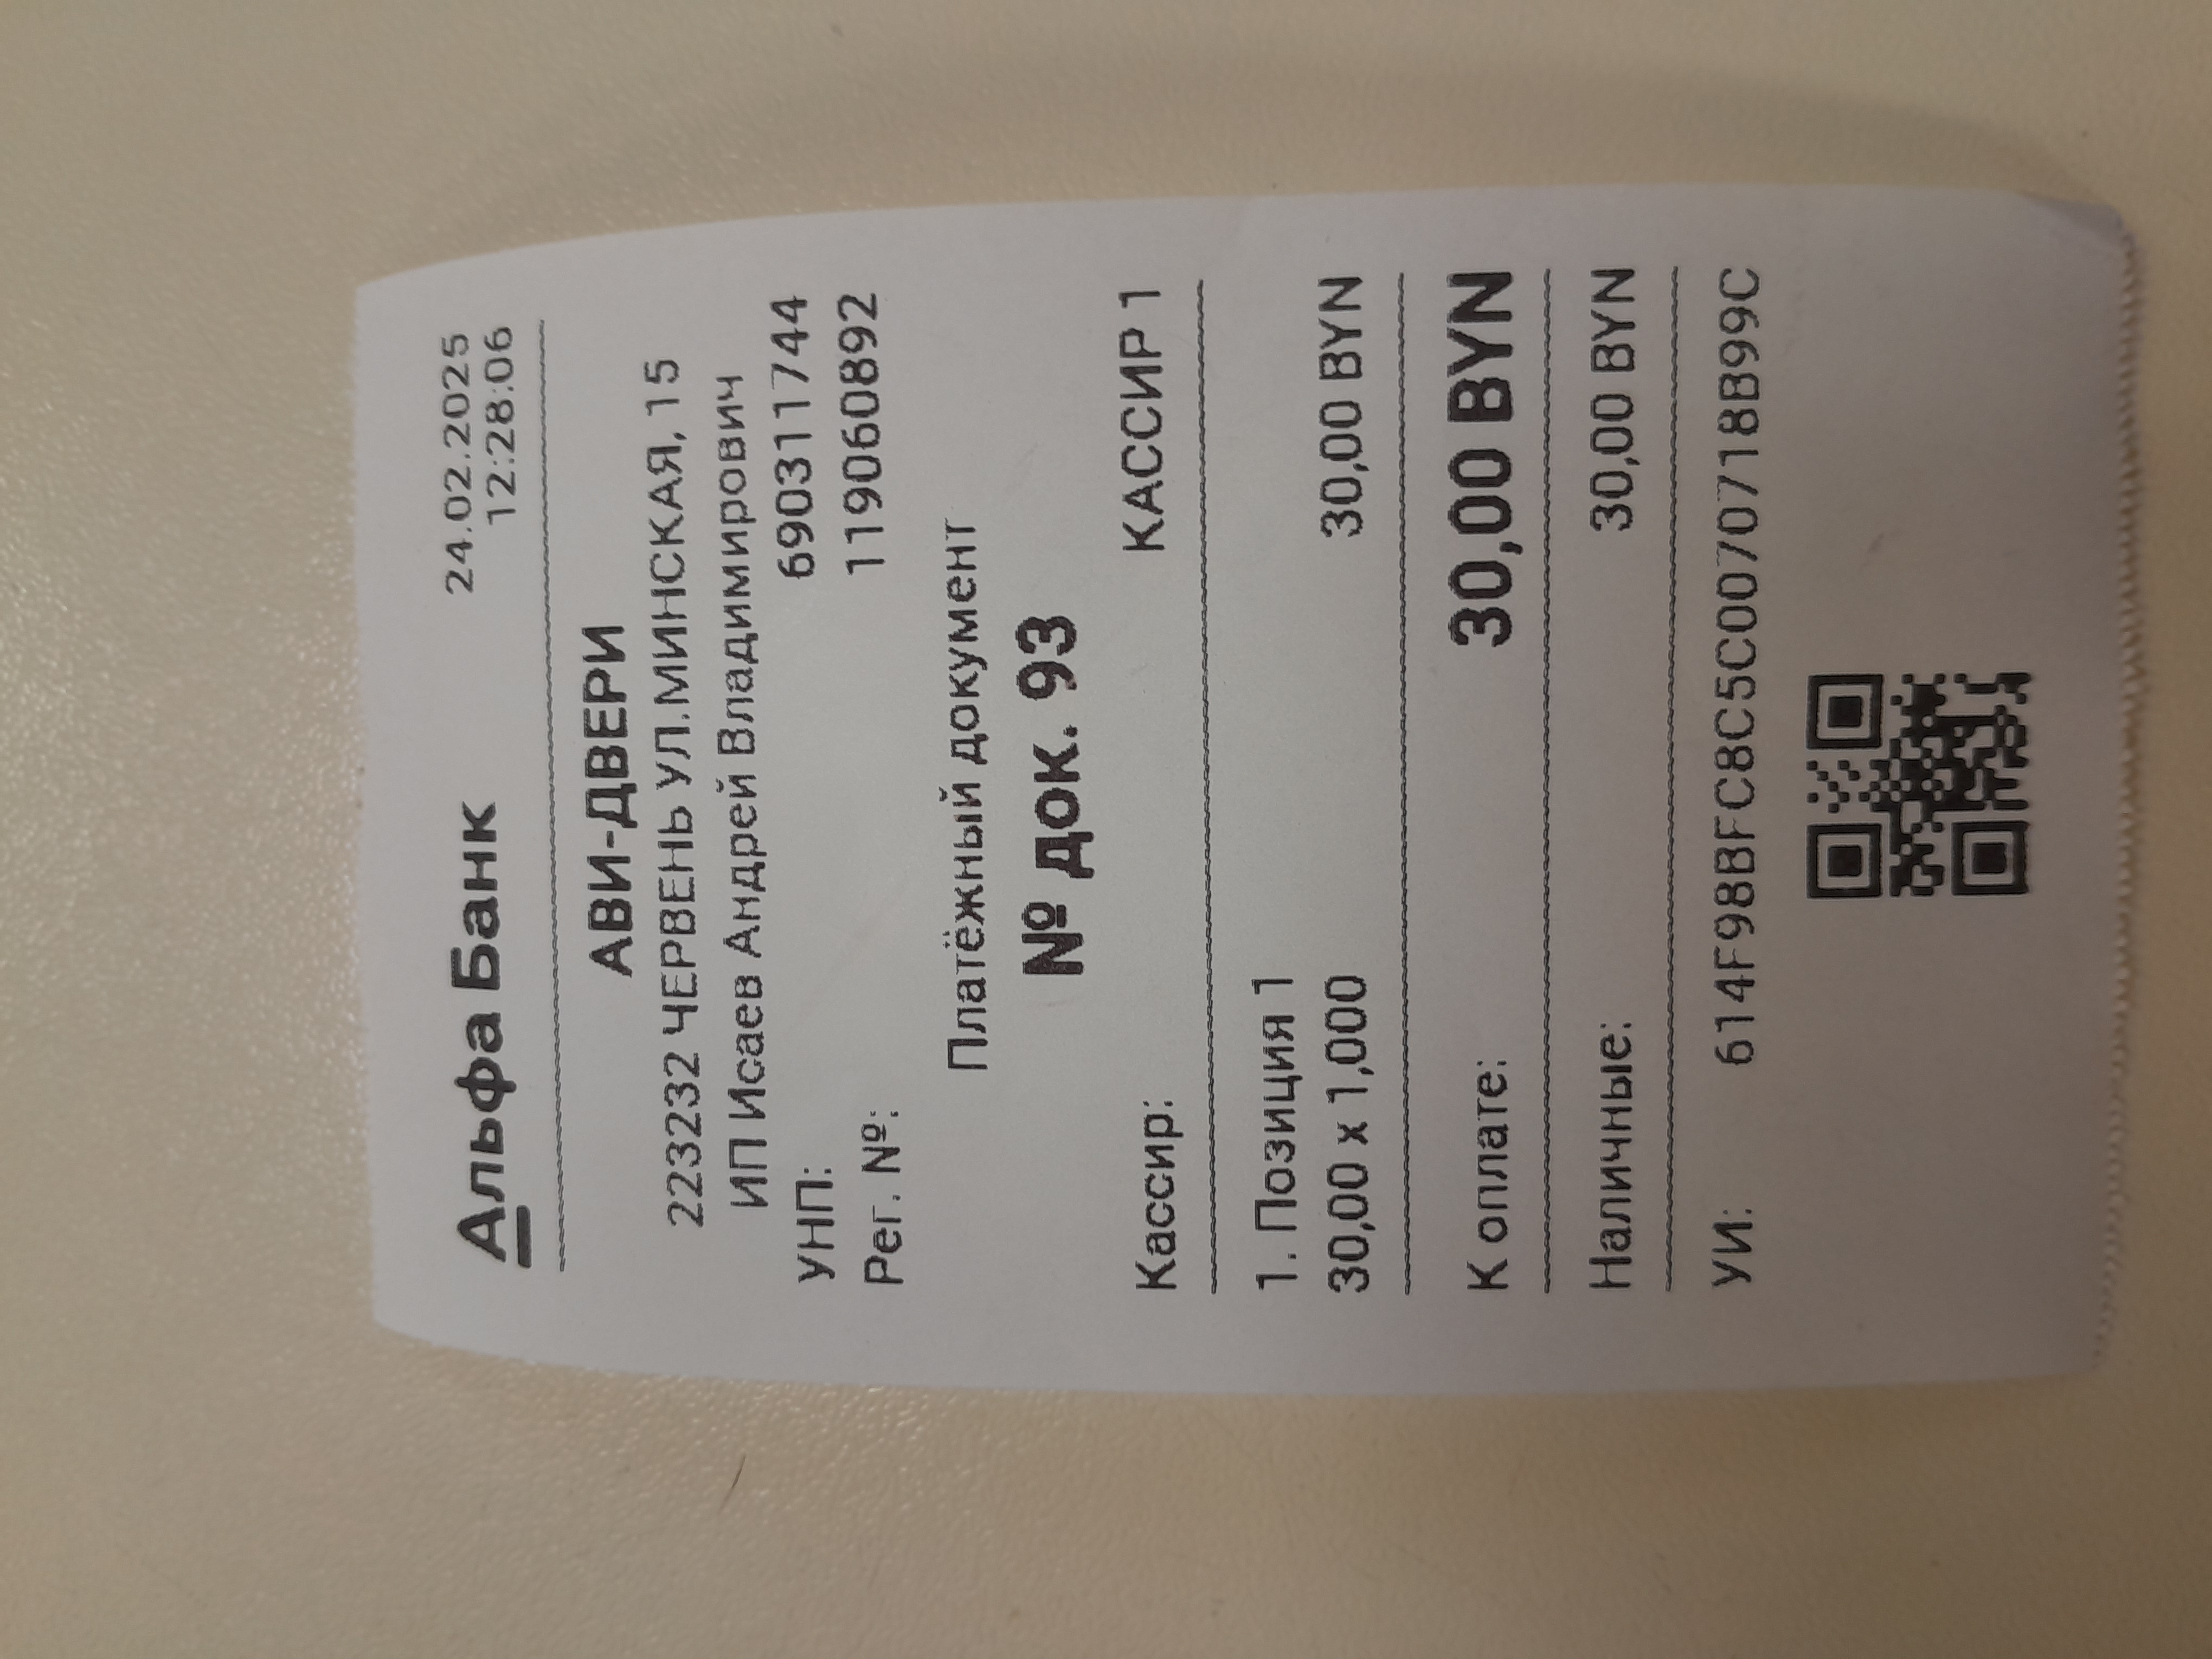 Альфа Банк 24.02.2025
12:28:06
АВИ-ДВЕРИ
223232 ЧЕРВЕНЬ УЛ.МИНСКАЯ, 15
ИП Исаев Андрей Владимирович
УНП: 690311744
Рег. №: 119060892
Платёжный документ
№ док. 93
Кассир: КАССИР 1
1. Позиция 1
30,00 x 1,000 30,00 BYN
К оплате: 30,00 BYN
Наличные: 30,00 BYN
УИ: 614F98BFC8C5C0070718B99C